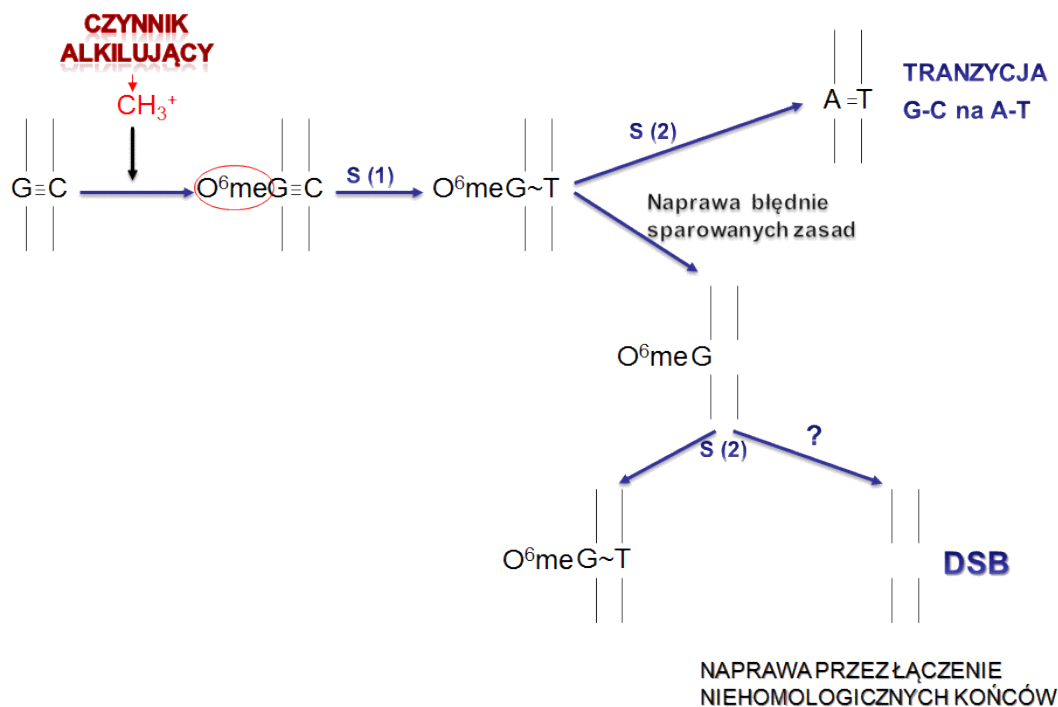 CZYNNIK
ALKILUJĄCY
CH₃⁺
G≡C
O⁶meG≡C
S (1)
O⁶meG~T
S (2)
A=T
TRANZYCJA
G-C na A-T
Naprawa błędnie
sparowanych zasad
O⁶meG
S (2)
?
O⁶meG~T
DSB
NAPRAWA PRZEZ ŁĄCZENIE
NIEHOMOLOGICZNYCH KOŃCÓW